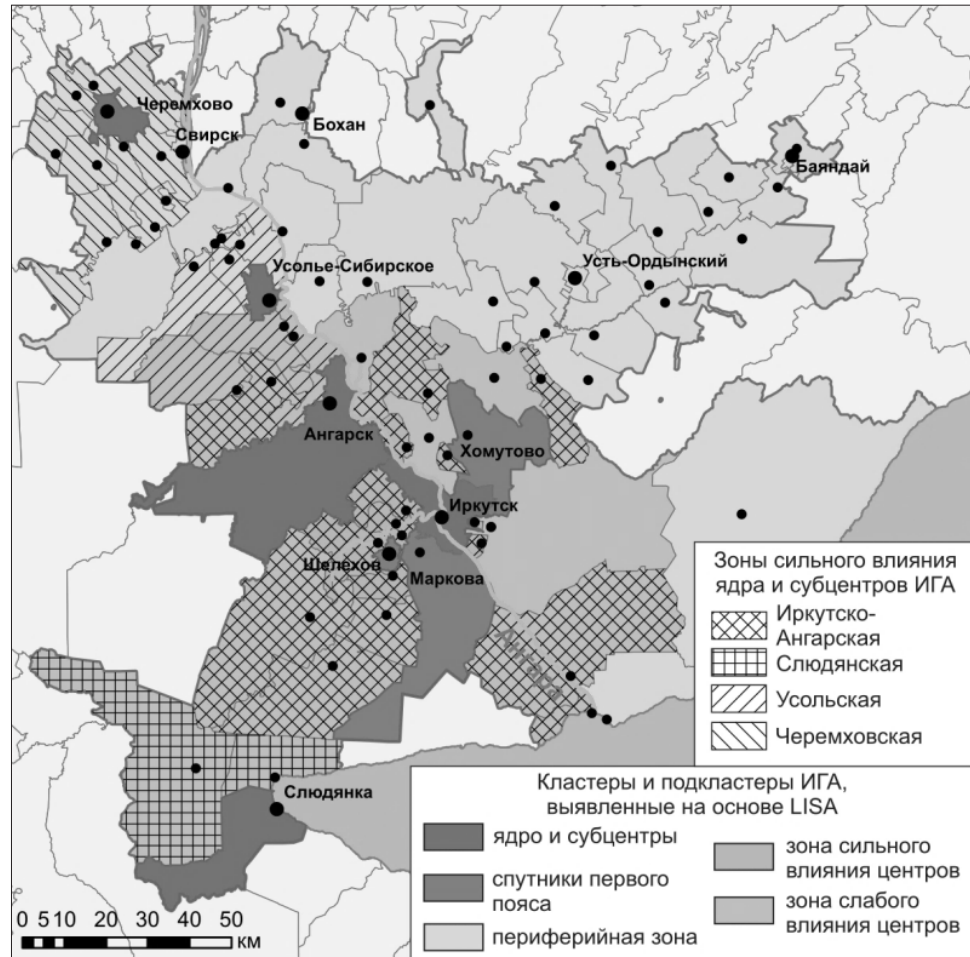 Черемхово
Свирск
Бохан
Баяндай
Усолье-Сибирское
Усть-Ордынский
Ангарск
Хомутово
Иркутск
Шелехов
Маркова
Ангара
Слюдянка
Зоны сильного влияния
ядра и субцентров ИГА
Иркутско-
Ангарская
Слюдянская
Усольская
Черемховская
Кластеры и подкластеры ИГА,
выявленные на основе LISA
ядро и субцентры
спутники первого
пояса
периферийная зона
зона сильного
влияния центров
зона слабого
влияния центров
0 5 10 20 30 40 50
км